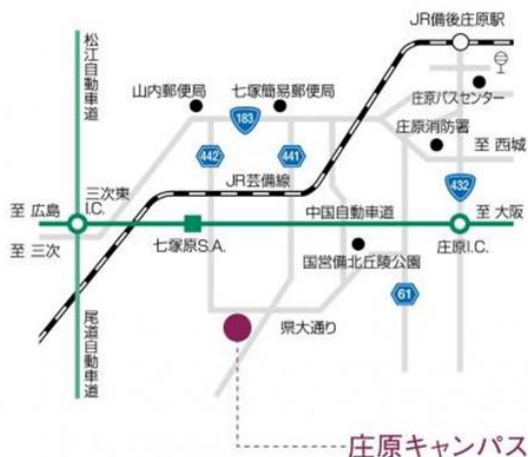 JR備後庄原駅
松江自動車道
山内郵便局
七塚簡易郵便局
庄原バスセンター
183
庄原消防署
至 西城
442
441
JR芸備線
432
三次東
I.C.
至 広島
中国自動車道
至 大阪
至 三次
七塚原S.A.
庄原I.C.
国営備北丘陵公園
61
尾道自動車道
県大通り
庄原キャンパス